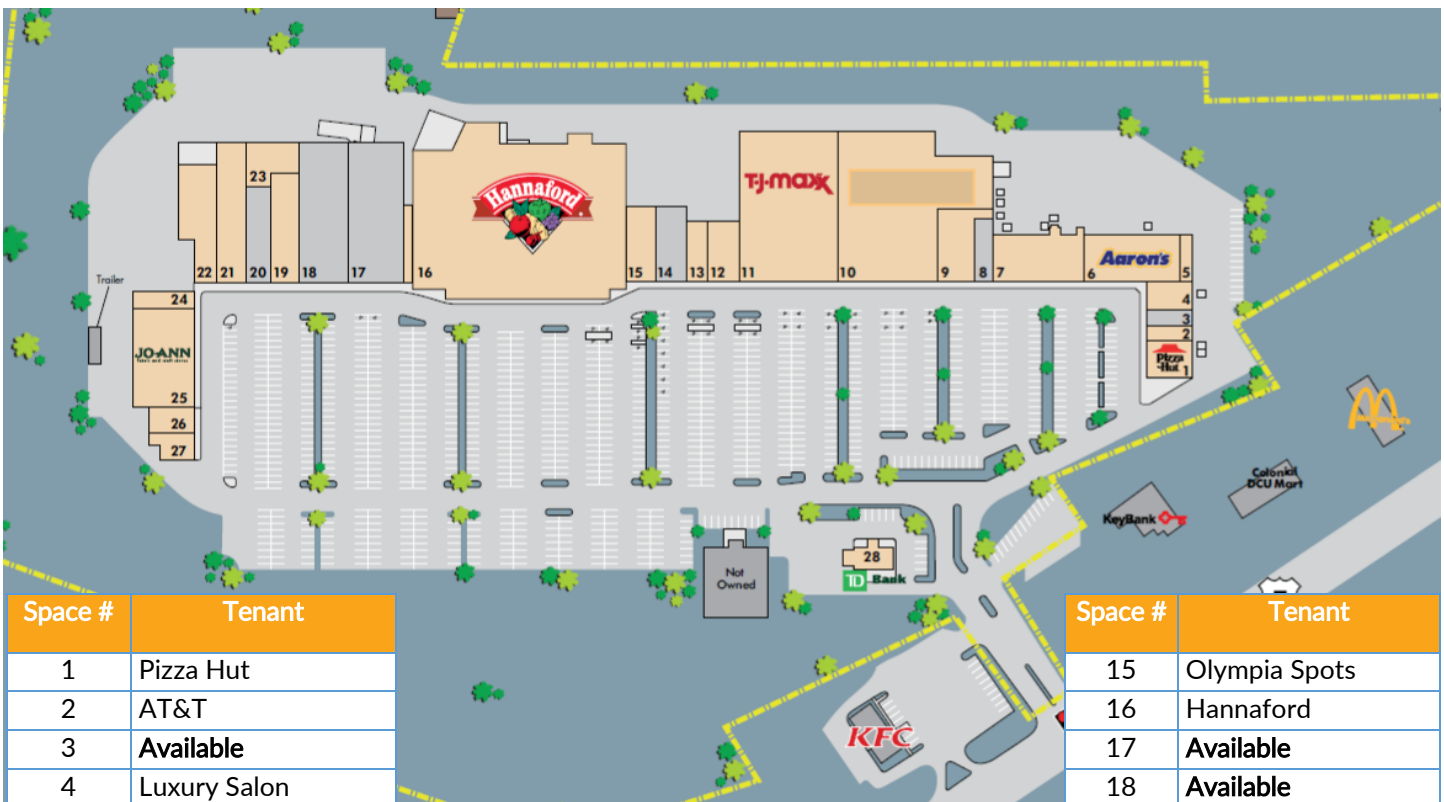 Hannaford
T·J·maxx
23
22 21 20 19 18 17 16 15 14 13 12 11 10 9 8 7 6 5
Aaron's
Trailer
24
4
3
2
JO-ANN
Pizza
Hut
1
25
26
27
Colonial
DCU Mart
KeyBank
28
TD Bank
Not
Owned
KFC
Space # Tenant
1 Pizza Hut
2 AT&T
3 Available
4 Luxury Salon
Space # Tenant
15 Olympia Spots
16 Hannaford
17 Available
18 Available